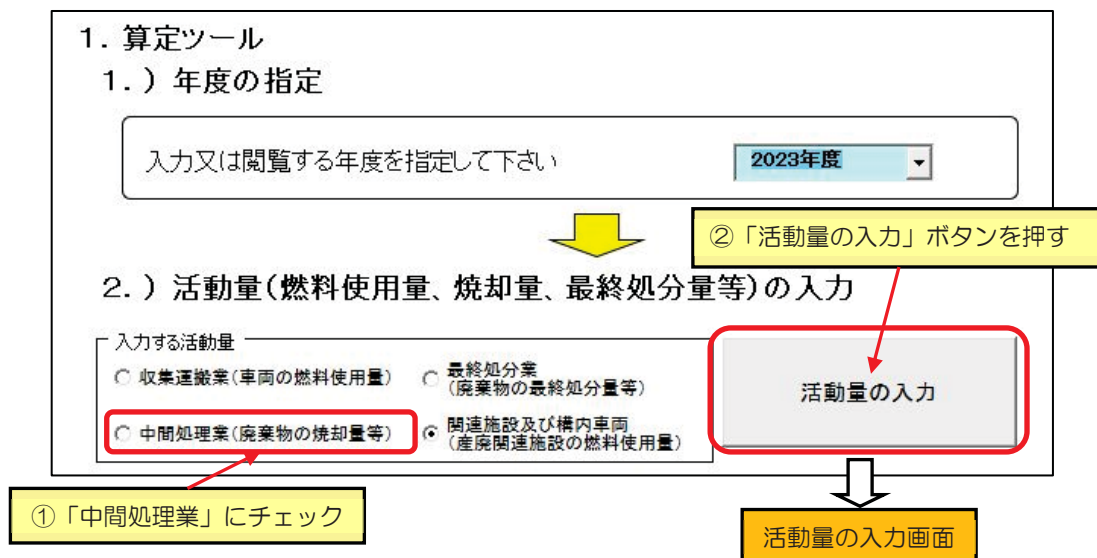 1. 算定ツール
1.）年度の指定
入力又は閲覧する年度を指定して下さい
2023年度
②「活動量の入力」ボタンを押す
2.）活動量(燃料使用量、焼却量、最終処分量等)の入力
入力する活動量
収集運搬業(車両の燃料使用量)
最終処分業
(廃棄物の最終処分量等)
中間処理業(廃棄物の焼却量等)
関連施設及び構内車両
(産廃関連施設の燃料使用量)
活動量の入力
①「中間処理業」にチェック
活動量の入力画面